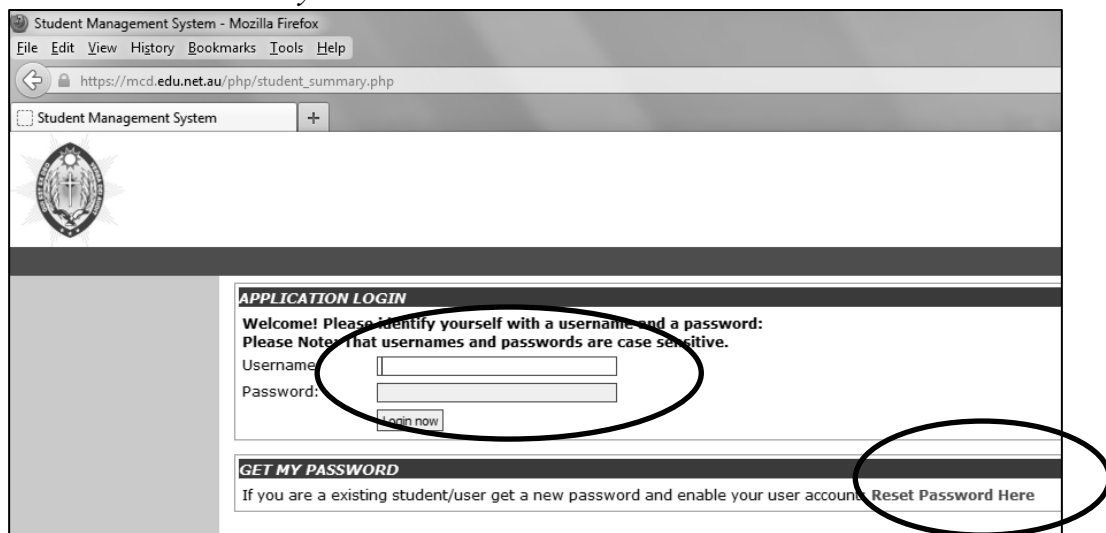 Student Management System - Mozilla Firefox
File Edit View History Bookmarks Tools Help
https://mcd.edu.net.au/php/student_summary.php
Student Management System +
APPLICATION LOGIN
Welcome! Please identify yourself with a username and a password:
Please Note: That usernames and passwords are case sensitive.
Username
Password:
Login now
GET MY PASSWORD
If you are a existing student/user get a new password and enable your user account: Reset Password Here